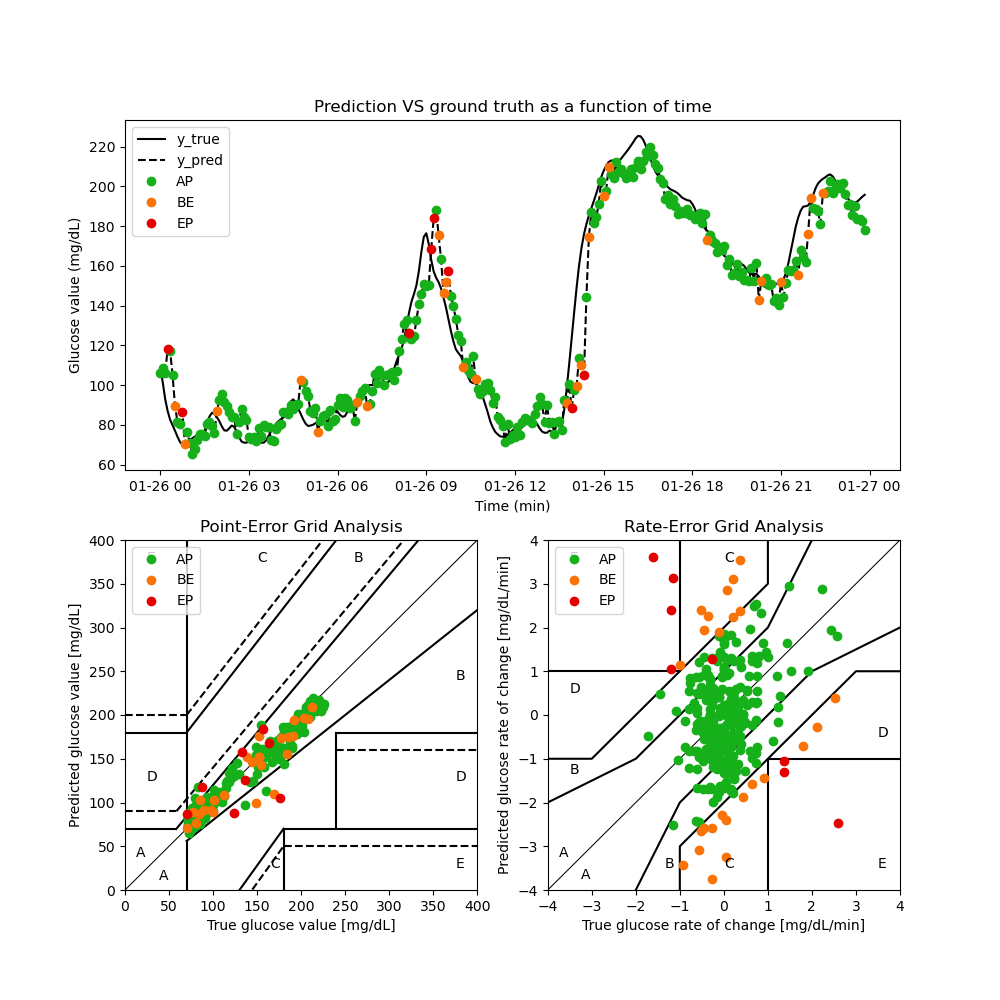 Prediction VS ground truth as a function of time
y_true
y_pred
AP
BE
EP
Glucose value (mg/dL)
220
200
180
160
140
120
100
80
60
01-26 00 01-26 03 01-26 06 01-26 09 01-26 12 01-26 15 01-26 18 01-26 21 01-27 00
Time (min)
Point-Error Grid Analysis
Predicted glucose value [mg/dL]
400
350
300
250
200
150
100
50
0
AP
BE
EP
C
B
B
D
D
A
A
C
E
0 50 100 150 200 250 300 350 400
True glucose value [mg/dL]
Rate-Error Grid Analysis
Predicted glucose rate of change [mg/dL/min]
4
3
2
1
0
−1
−2
−3
−4
AP
BE
EP
C
D
D
B
A
A
B
C
E
−4 −3 −2 −1 0 1 2 3 4
True glucose rate of change [mg/dL/min]